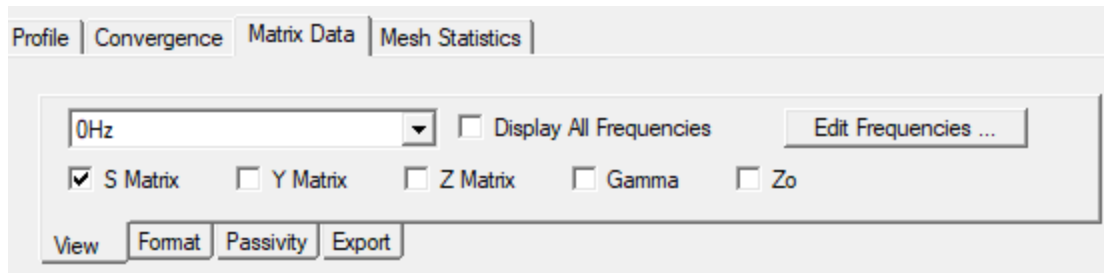 Profile Convergence Matrix Data Mesh Statistics
0Hz Display All Frequencies Edit Frequencies ...
S Matrix Y Matrix Z Matrix Gamma Zo
View Format Passivity Export